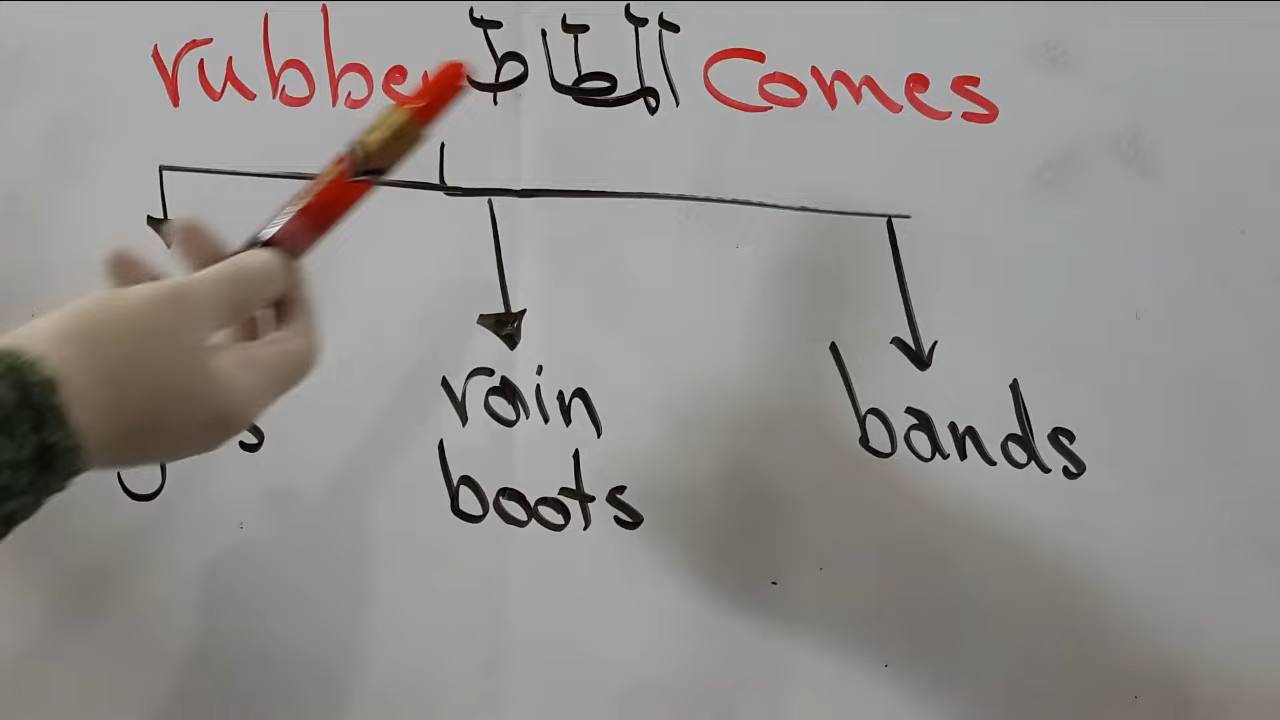 rubber المطاط Comes
rain
boots
bands